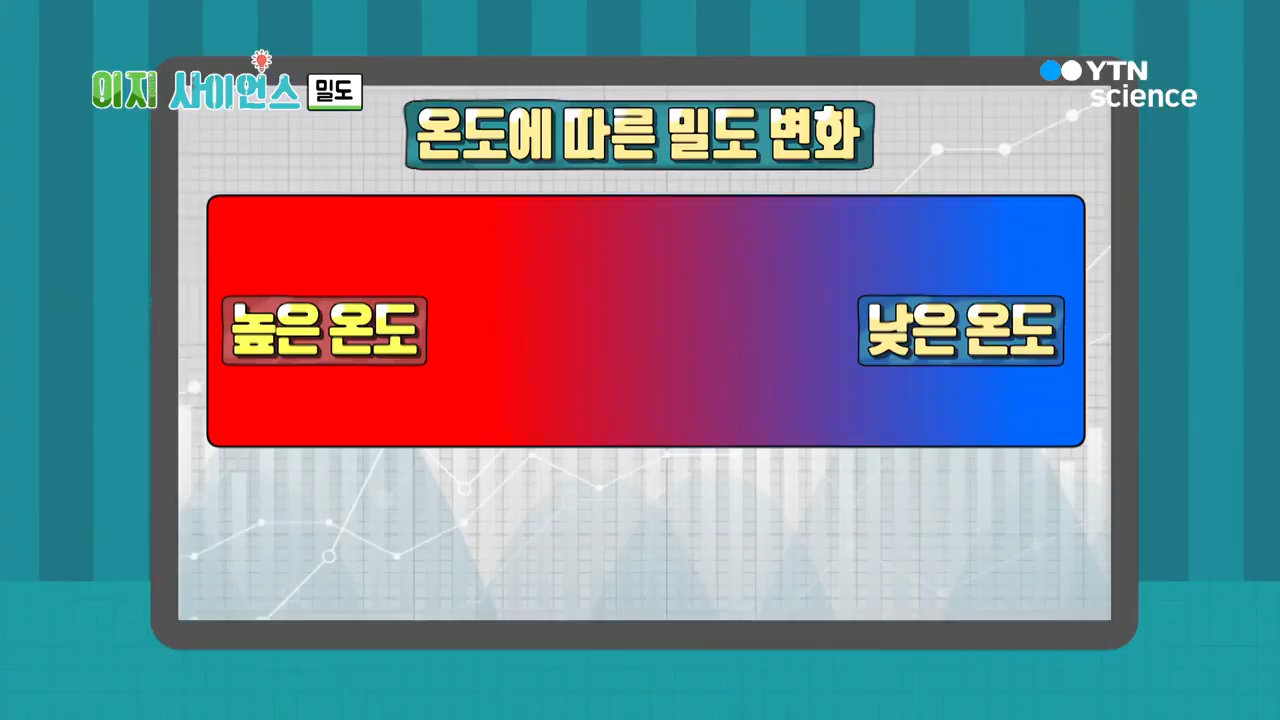 이지 사이언스 밀도
YTN
science
온도에 따른 밀도 변화
높은 온도
낮은 온도